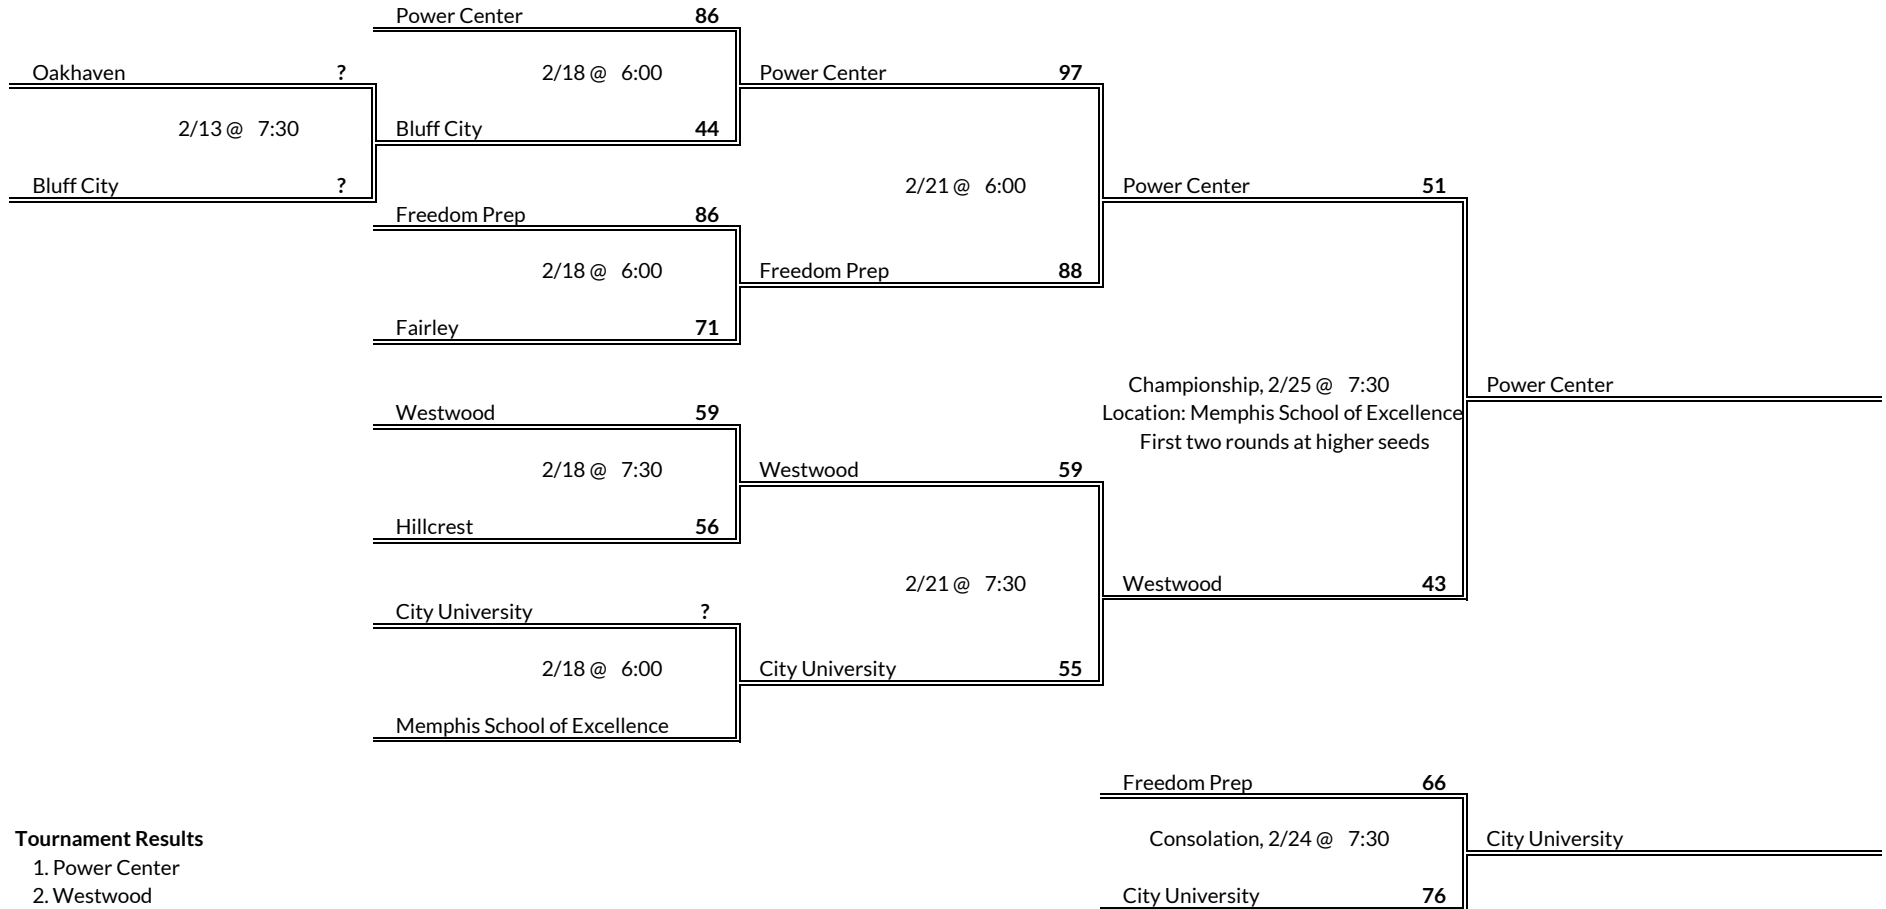 Power Center 86
Oakhaven ? 2/18 @ 6:00 Power Center 97
2/13 @ 7:30 Bluff City 44
Bluff City ? 2/21 @ 6:00 Power Center 51
Freedom Prep 86
2/18 @ 6:00 Freedom Prep 88
Fairley 71
Championship, 2/25 @ 7:30 Power Center
Westwood 59 Location: Memphis School of Excellence
First two rounds at higher seeds
2/18 @ 7:30 Westwood 59
Hillcrest 56
2/21 @ 7:30 Westwood 43
City University ?
2/18 @ 6:00 City University 55
Memphis School of Excellence
Freedom Prep 66
Tournament Results Consolation, 2/24 @ 7:30 City University
1. Power Center
2. Westwood City University 76